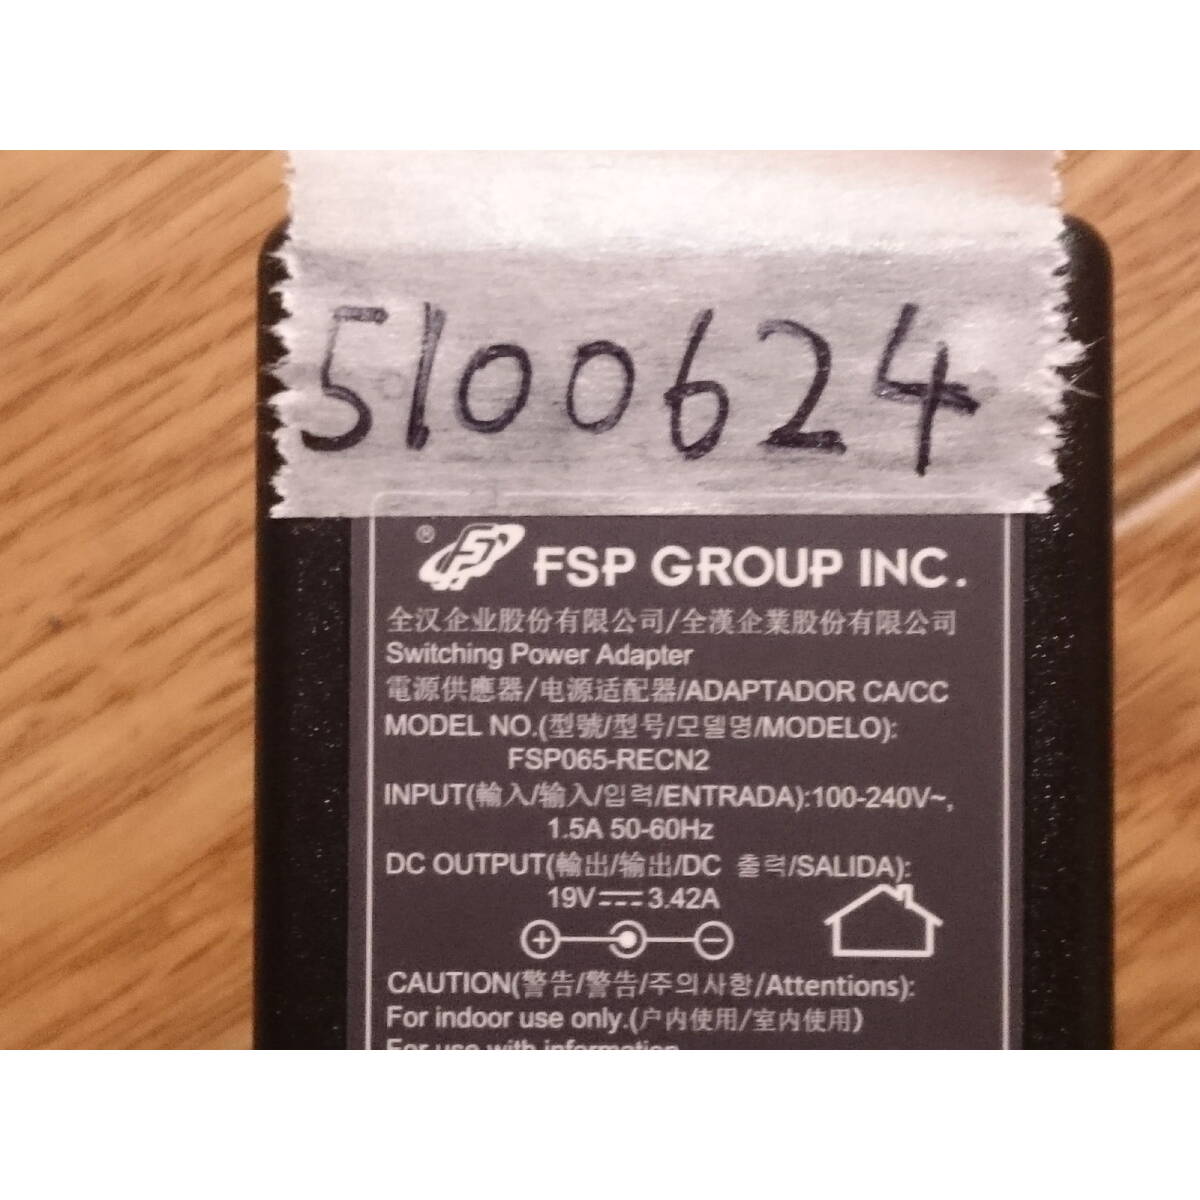 5100624
® FSP GROUP INC.
全汉企业股份有限公司/全漢企業股份有限公司
Switching Power Adapter
電源供應器/电源适配器/ADAPTADOR CA/CC
MODEL NO.(型號/型号/모델명/MODELO):
FSP065-RECN2
INPUT(輸入/输入/입력/ENTRADA):100-240V~,
1.5A 50-60Hz
DC OUTPUT(輸出/输出/DC 출력/SALIDA):
19V⎓3.42A
CAUTION(警告/警告/주의사항/Attentions):
For indoor use only.(户内使用/室內使用)
For use with information